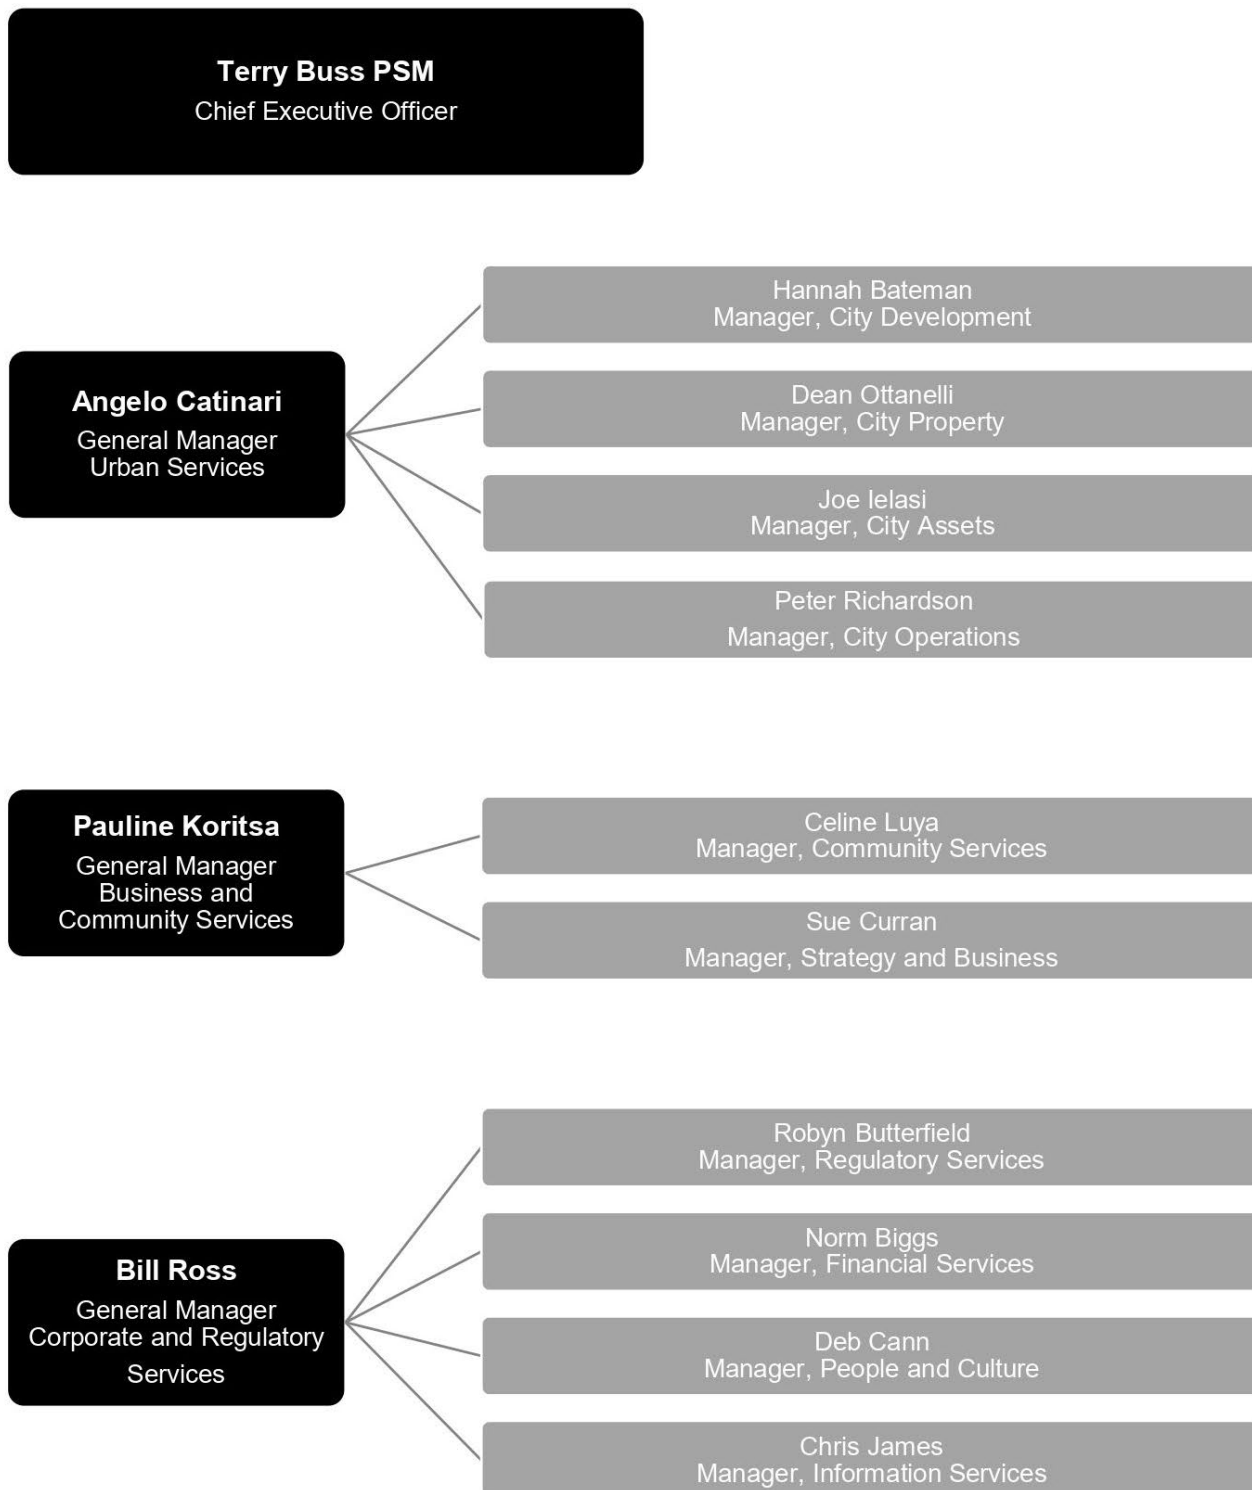 Terry Buss PSM
Chief Executive Officer
Angelo Catinari
General Manager
Urban Services
Hannah Bateman
Manager, City Development
Dean Ottanelli
Manager, City Property
Joe Ielasi
Manager, City Assets
Peter Richardson
Manager, City Operations
Pauline Koritsa
General Manager
Business and
Community Services
Celine Luya
Manager, Community Services
Sue Curran
Manager, Strategy and Business
Bill Ross
General Manager
Corporate and Regulatory
Services
Robyn Butterfield
Manager, Regulatory Services
Norm Biggs
Manager, Financial Services
Deb Cann
Manager, People and Culture
Chris James
Manager, Information Services